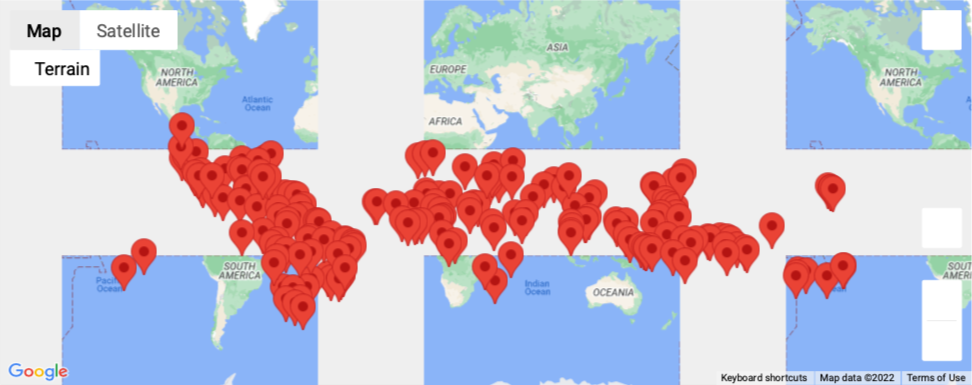 Map
Satellite
Terrain
NORTH
AMERICA
Atlantic
Ocean
EUROPE
ASIA
AFRICA
NORTH
AMERICA
SOUTH
AMERICA
Pacific
Ocean
Indian
Ocean
OCEANIA
SOUTH
Google
Keyboard shortcuts
Map data ©2022
Terms of Use